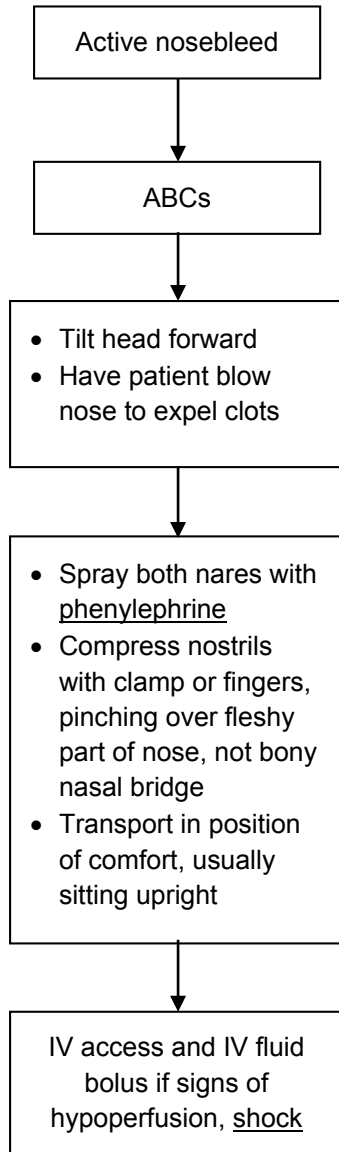 Active nosebleed
ABCs
• Tilt head forward
• Have patient blow
nose to expel clots
• Spray both nares with
phenylephrine
• Compress nostrils
with clamp or fingers,
pinching over fleshy
part of nose, not bony
nasal bridge
• Transport in position
of comfort, usually
sitting upright
IV access and IV fluid
bolus if signs of
hypoperfusion, shock